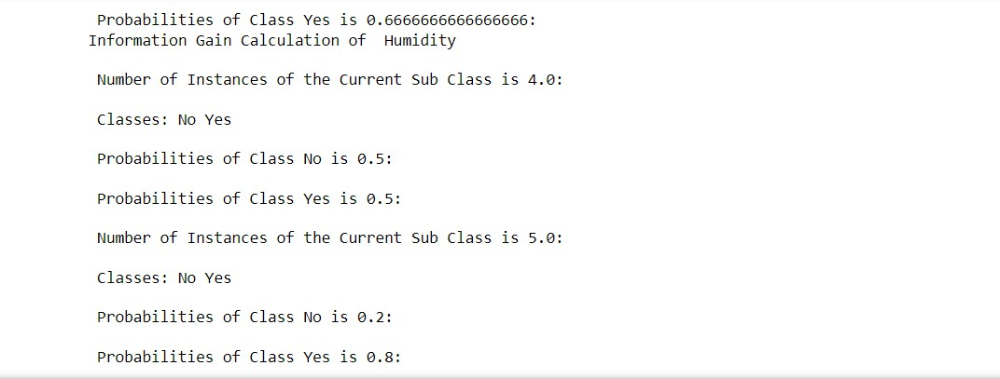 Probabilities of Class Yes is 0.6666666666666666:
Information Gain Calculation of  Humidity
Number of Instances of the Current Sub Class is 4.0:
Classes: No Yes
Probabilities of Class No is 0.5:
Probabilities of Class Yes is 0.5:
Number of Instances of the Current Sub Class is 5.0:
Classes: No Yes
Probabilities of Class No is 0.2:
Probabilities of Class Yes is 0.8: